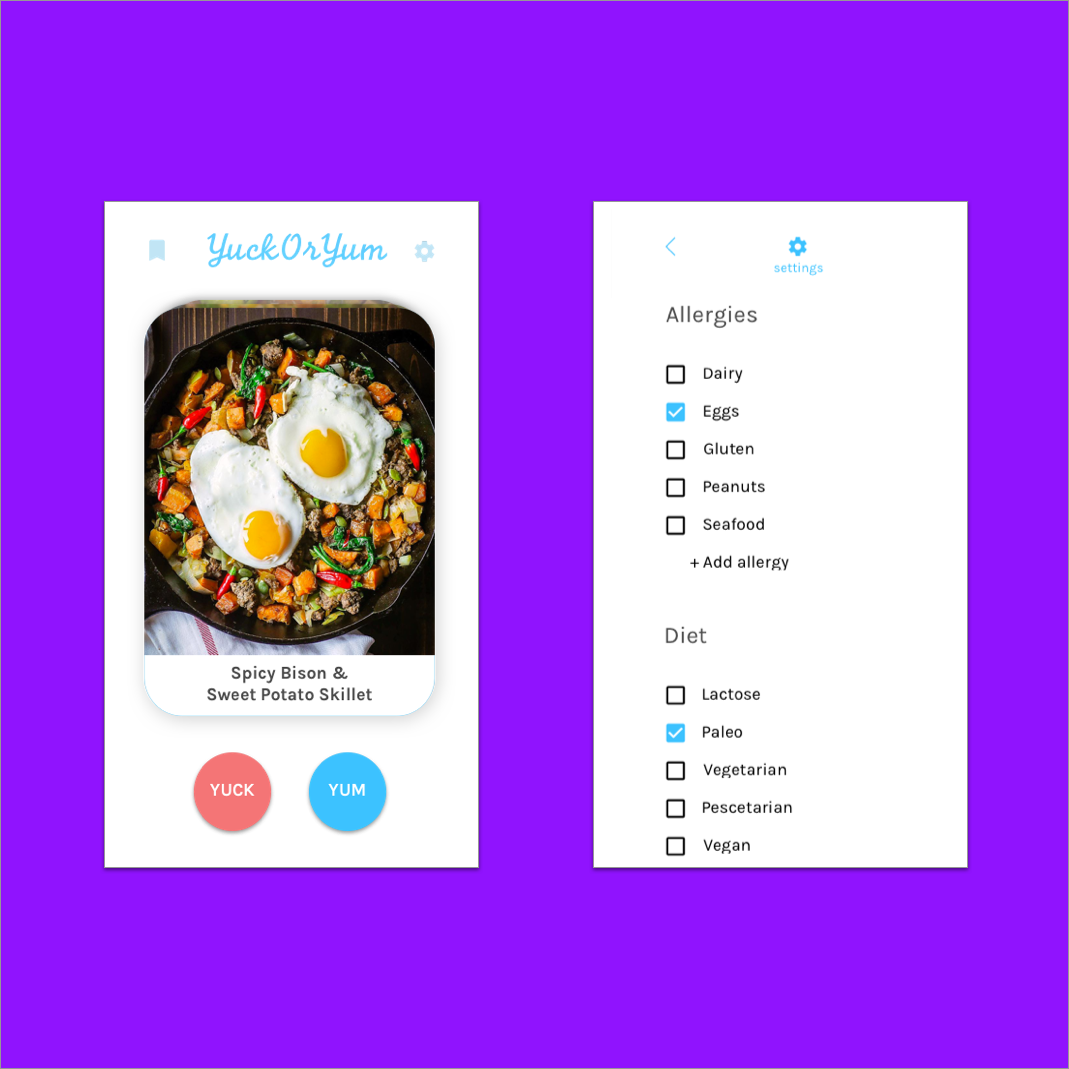 YuckOrYum
Spicy Bison &
Sweet Potato Skillet
YUCK
YUM
settings
Allergies
Dairy
Eggs
Gluten
Peanuts
Seafood
+ Add allergy
Diet
Lactose
Paleo
Vegetarian
Pescetarian
Vegan